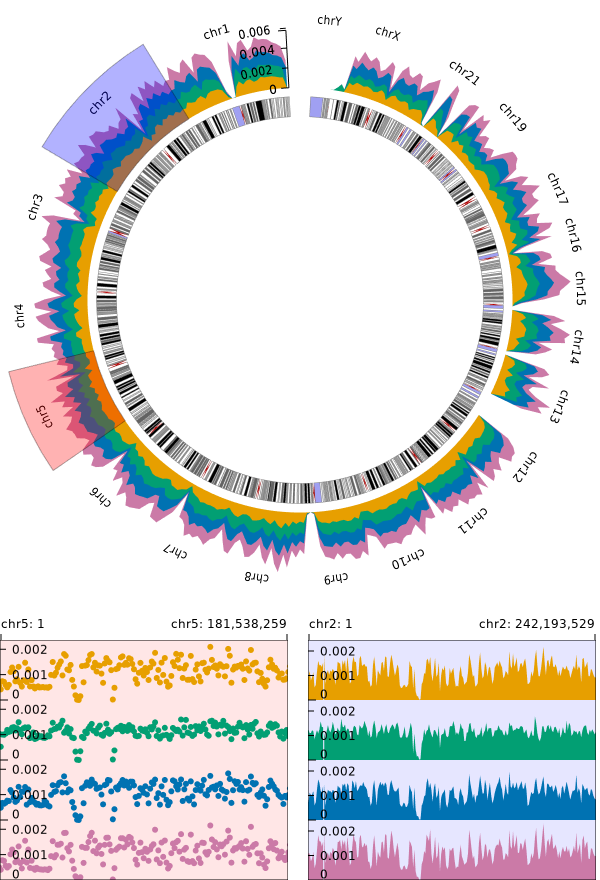 chrY
chrX
chr21
chr19
chr17
chr16
chr15
chr14
chr13
chr12
chr11
chr10
chr9
chr8
chr7
chr6
chr5
chr4
chr3
chr2
chr1
0.006
0.004
0.002
0
chr5: 1
chr5: 181,538,259
chr2: 1
chr2: 242,193,529
0.002
0.001
0
0.002
0.001
0
0.002
0.001
0
0.002
0.001
0
0.002
0.001
0
0.002
0.001
0
0.002
0.001
0
0.002
0.001
0